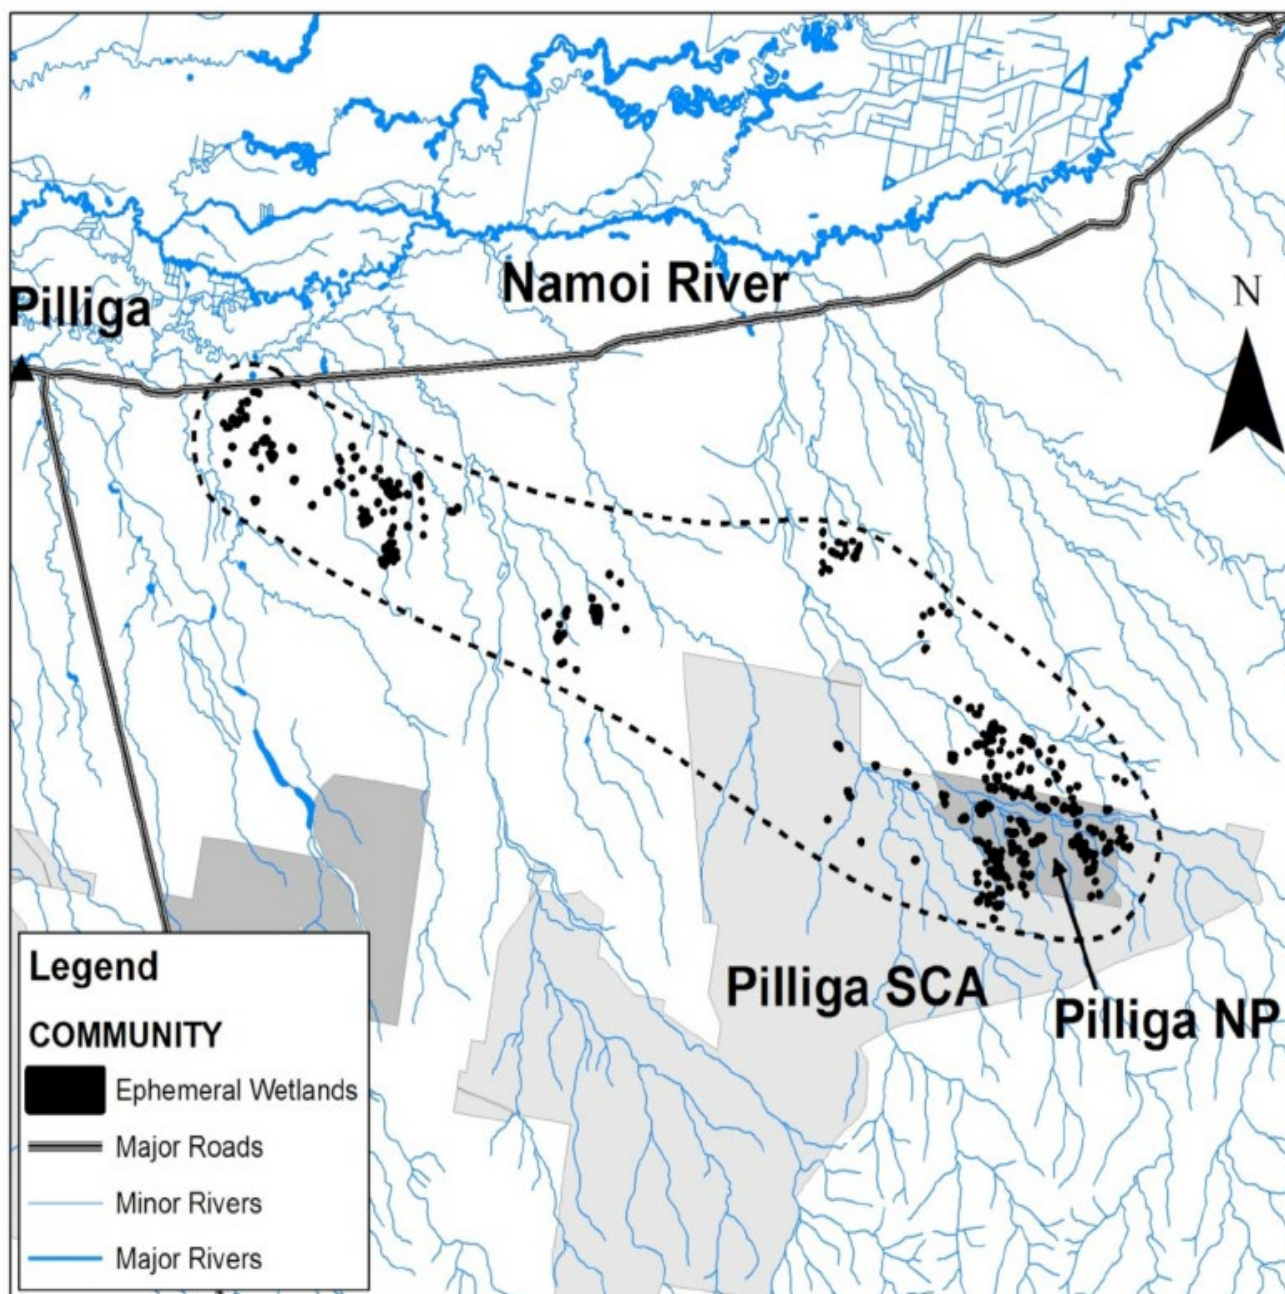 Namoi River
Pilliga
N
Pilliga SCA
Pilliga NP
Legend
COMMUNITY
Ephemeral Wetlands
Major Roads
Minor Rivers
Major Rivers